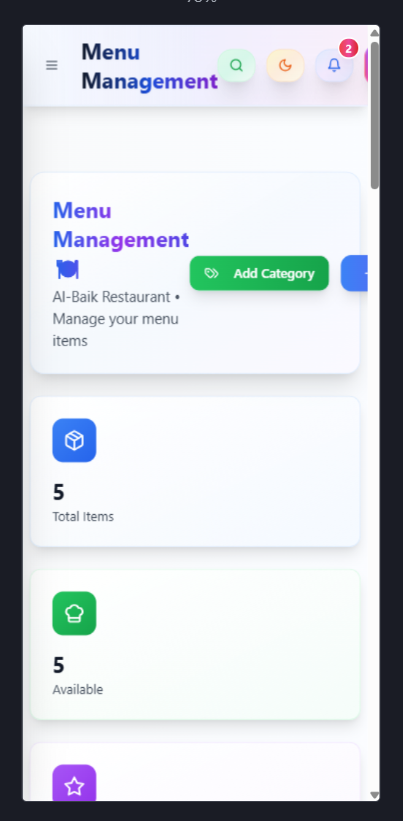 Menu
Management
2
Menu
Management
🍽️
Al-Baik Restaurant •
Manage your menu
items
Add Category
5
Total Items
5
Available